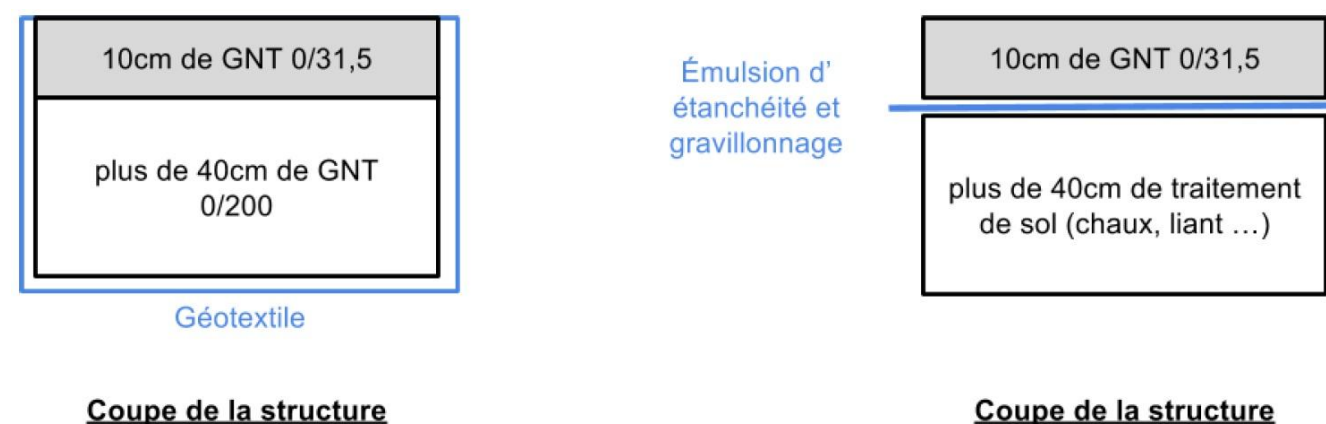 10cm de GNT 0/31,5
plus de 40cm de GNT
0/200
Géotextile
Coupe de la structure
Émulsion d'
étanchéité et
gravillonnage
10cm de GNT 0/31,5
plus de 40cm de traitement
de sol (chaux, liant ...)
Coupe de la structure